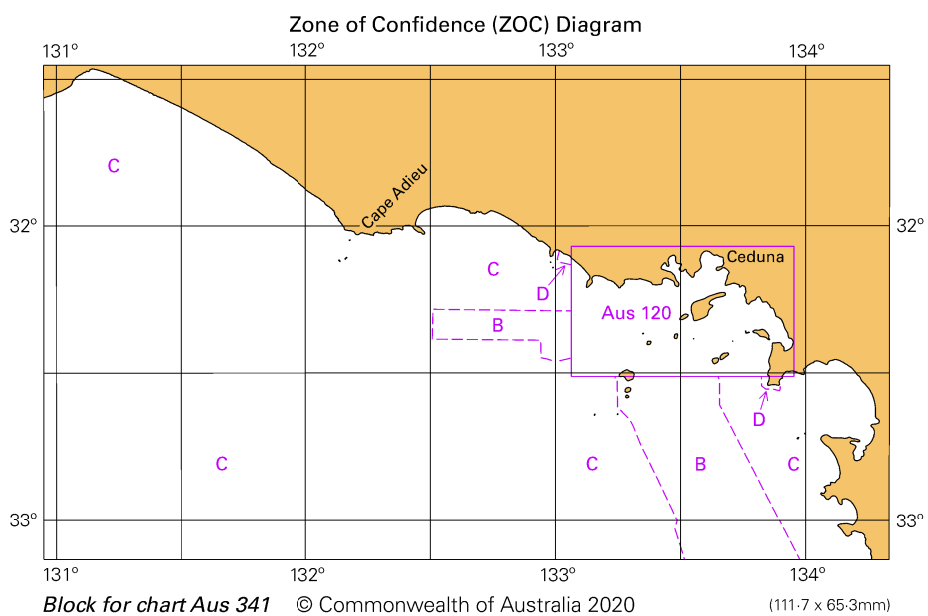 Zone of Confidence (ZOC) Diagram
131° 132° 133° 134°
C
Cape Adieu
32° 32°
Ceduna
C
D
Aus 120
B
D
C C B C
33° 33°
131° 132° 133° 134°
Block for chart Aus 341 © Commonwealth of Australia 2020 (111·7 x 65·3mm)